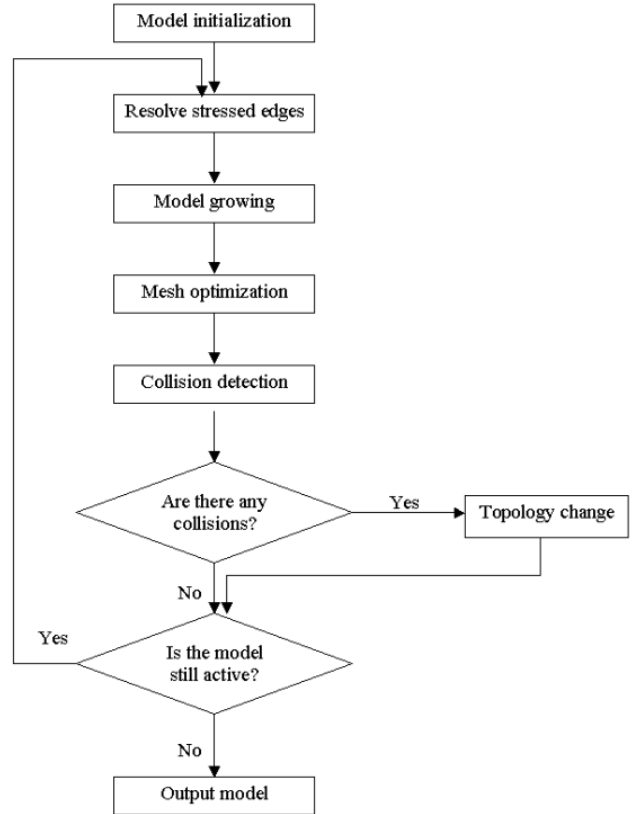 Model initialization
Resolve stressed edges
Model growing
Mesh optimization
Collision detection
Are there any
collisions?
Yes
Topology change
No
Yes
Is the model
still active?
No
Output model